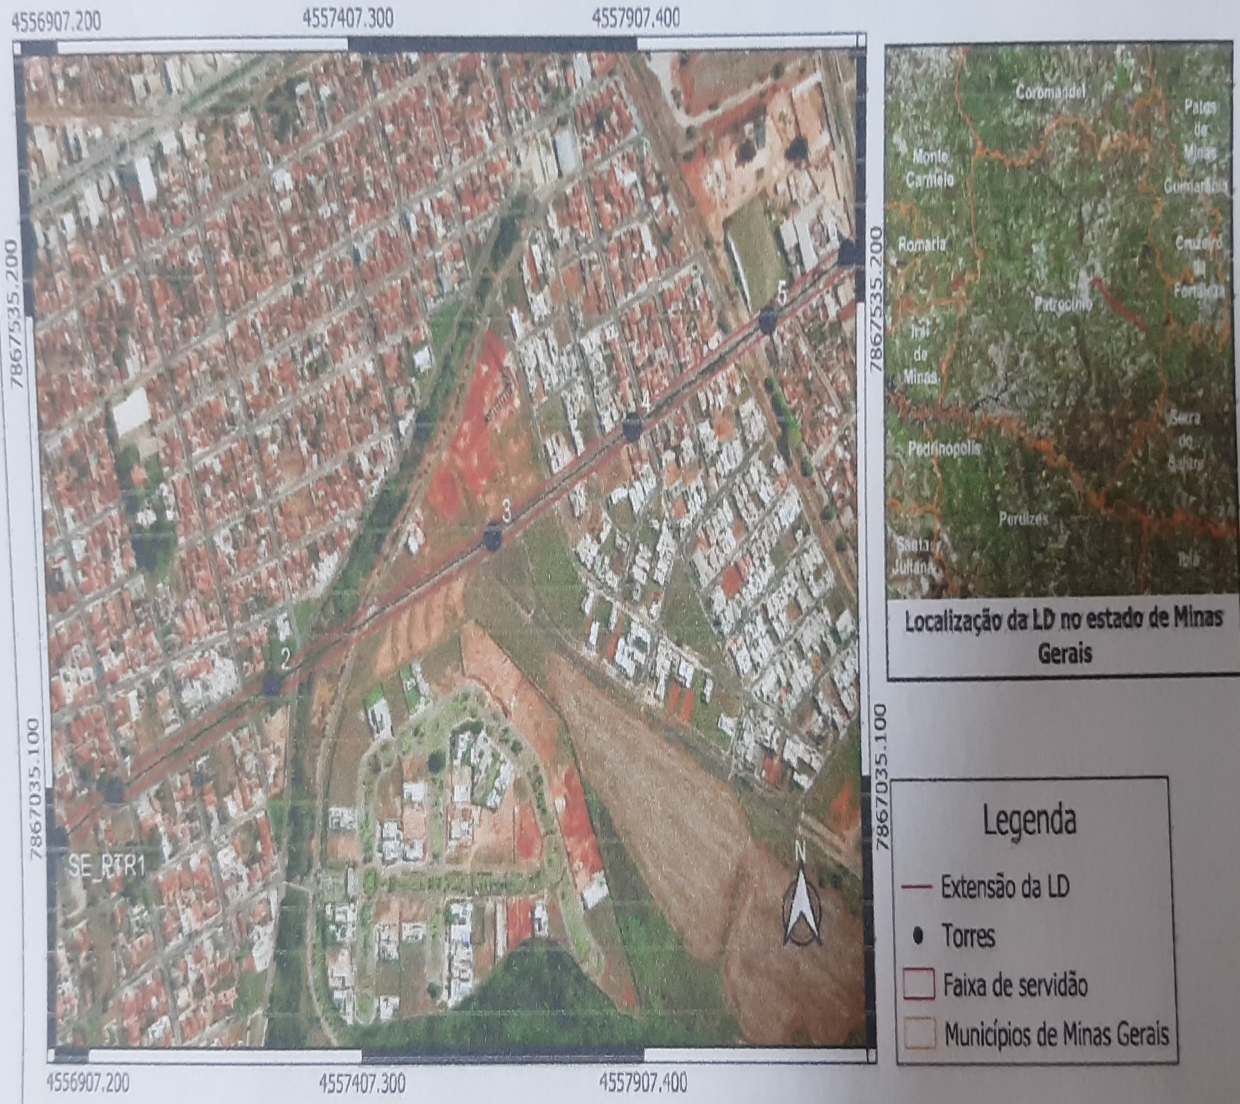 4556907.200
4557407.300
4557907.400
7867535.200
7867535.200
7867035.100
7867035.100
5
4
3
2
SE_PTR1
N
4556907.200
4557407.300
4557907.400
Coromandel
Patos
de
Minas
Monte
Carmelo
Guimarânia
Romaria
Cruzeiro
da
Fortaleza
Patrocínio
Iraí
de
Minas
Serra
do
Salitre
Pedrinópolis
Perdizes
Santa
Juliana
Ibiá
Localização da LD no estado de Minas
Gerais
Legenda
Extensão da LD
Torres
Faixa de servidão
Municípios de Minas Gerais